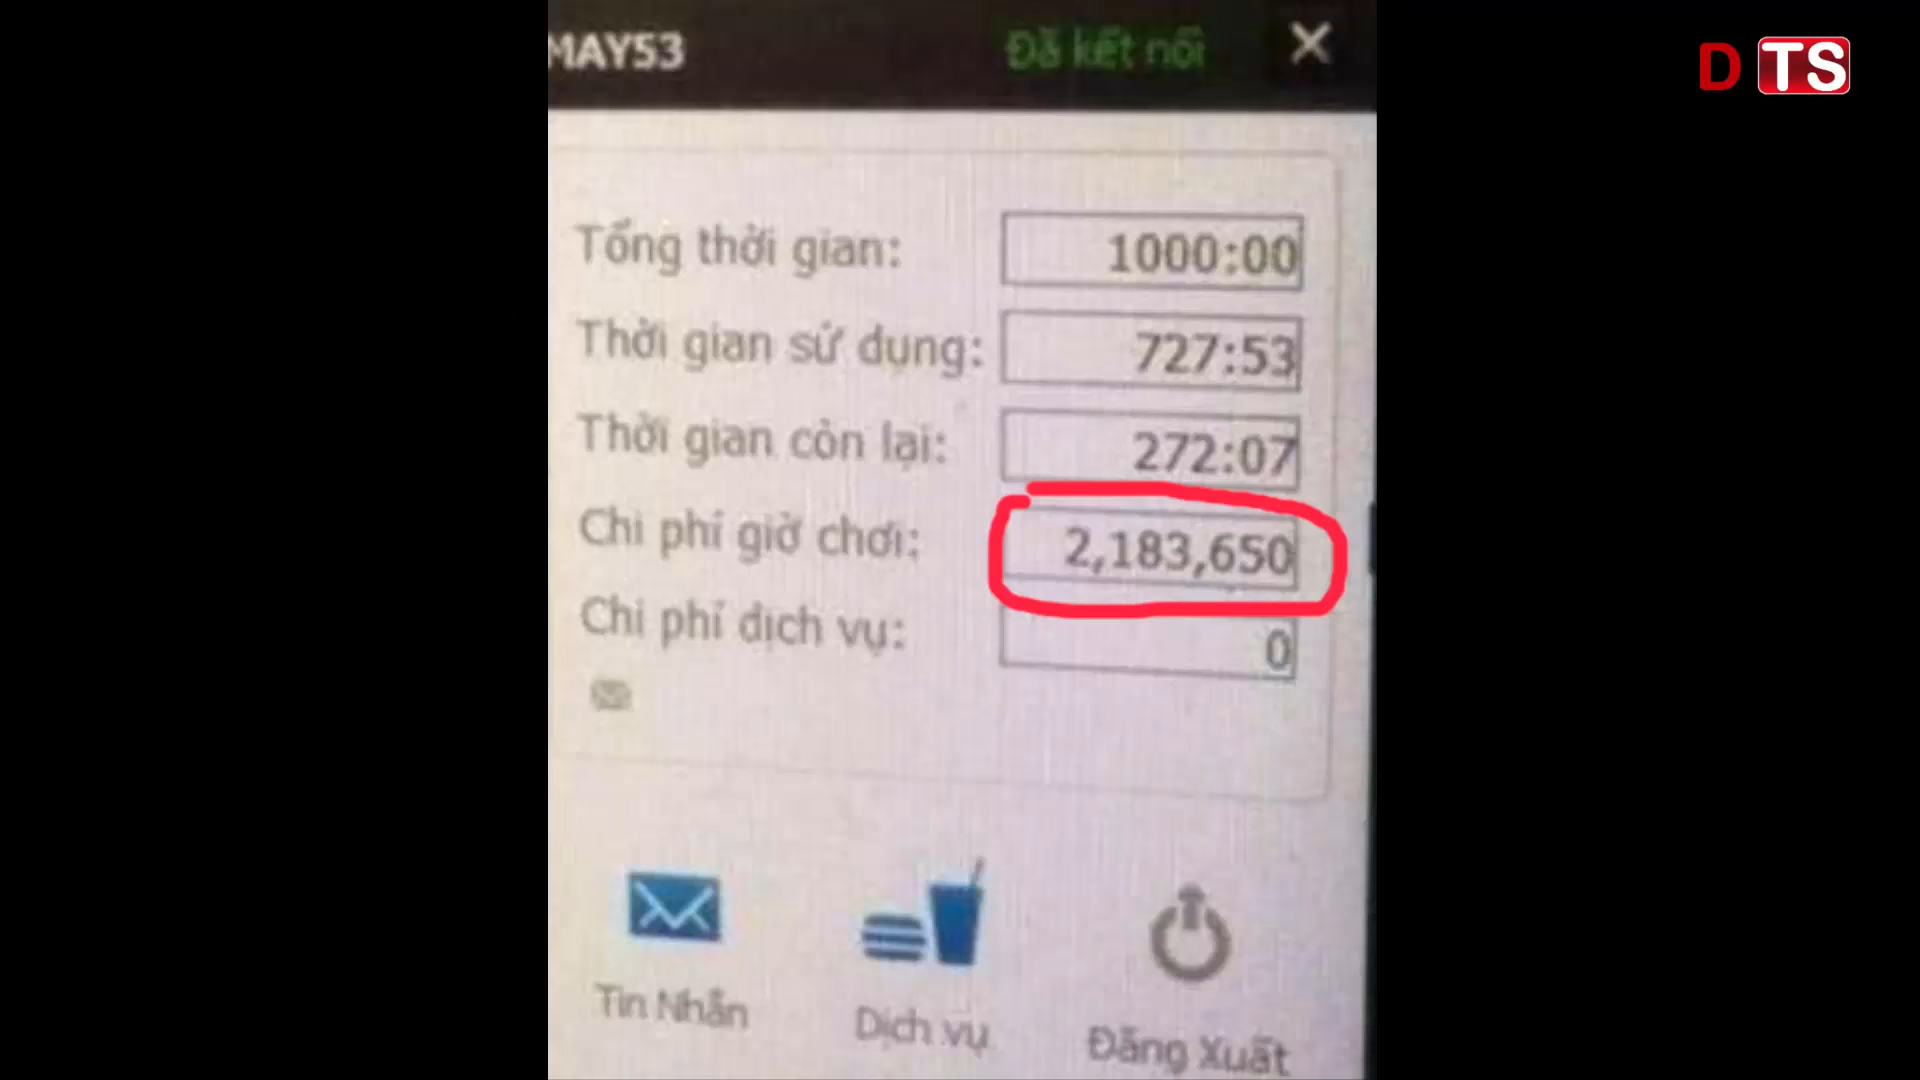 MAY53 Đã kết nối
D TS
Tổng thời gian: 1000:00
Thời gian sử dụng: 727:53
Thời gian còn lại: 272:07
Chi phí giờ chơi: 2,183,650
Chi phí dịch vụ: 0
Tin Nhắn Dịch vụ Đăng Xuất